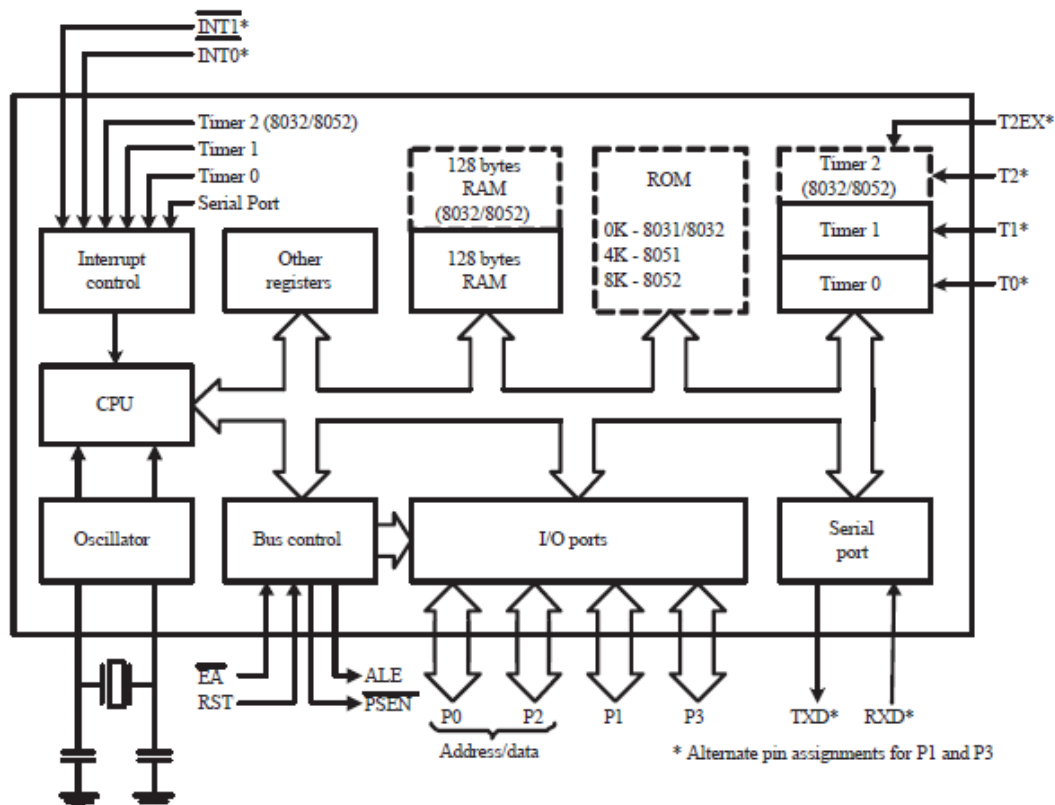 INT1*
INT0*
Timer 2 (8032/8052)
Timer 1
Timer 0
Serial Port
T2EX*
T2*
T1*
T0*
Interrupt
control
Other
registers
128 bytes
RAM
(8032/8052)
128 bytes
RAM
ROM
0K - 8031/8032
4K - 8051
8K - 8052
Timer 2
(8032/8052)
Timer 1
Timer 0
CPU
Oscillator
Bus control
I/O ports
Serial
port
EA
RST
ALE
PSEN
P0
P2
P1
P3
TXD*
RXD*
Address/data
* Alternate pin assignments for P1 and P3